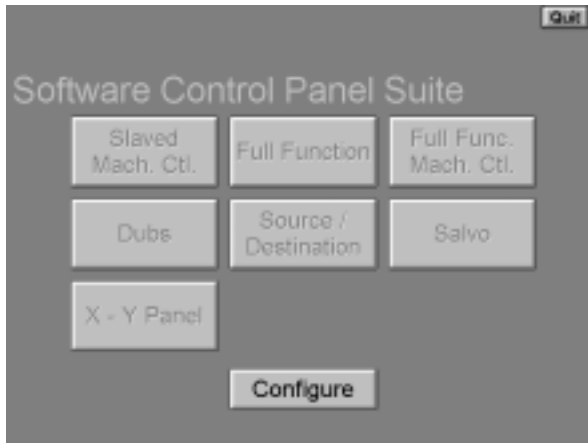 Quit
Software Control Panel Suite
Slaved
Mach. Ctl.
Full Function
Full Func.
Mach. Ctl.
Dubs
Source /
Destination
Salvo
X - Y Panel
Configure